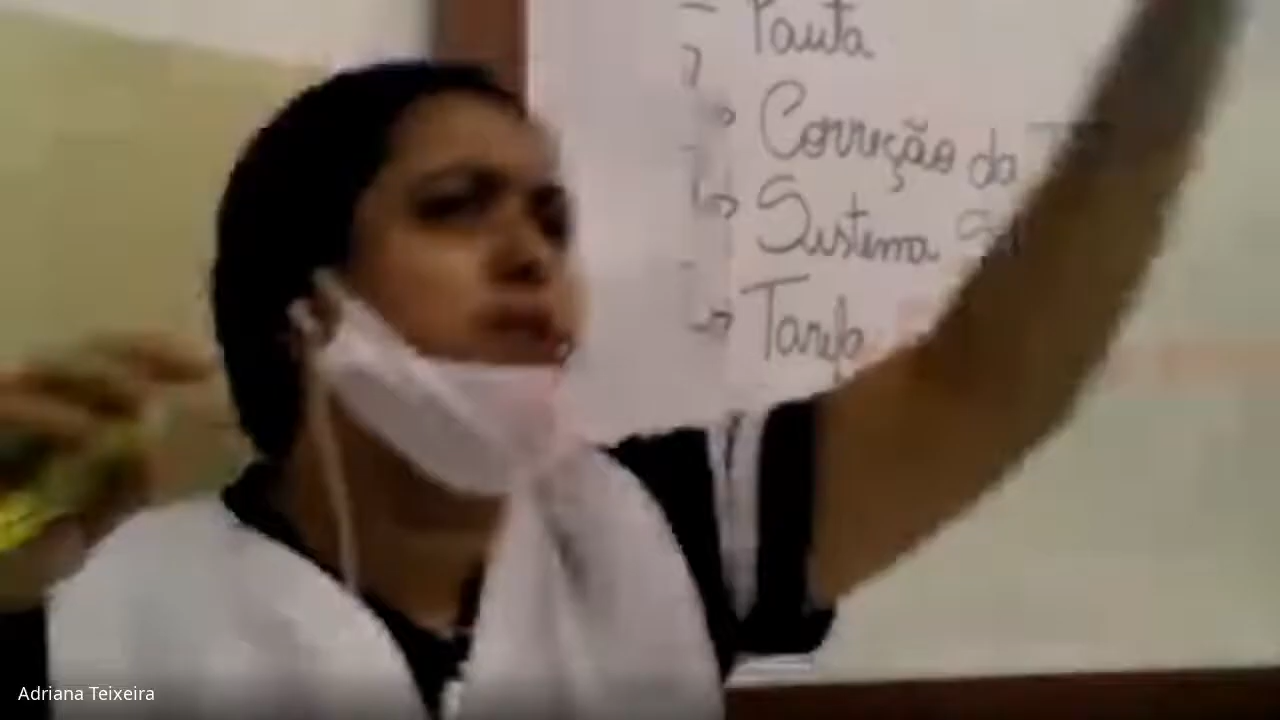 Pauta
Correção da
Sistema
Tarefa
Adriana Teixeira